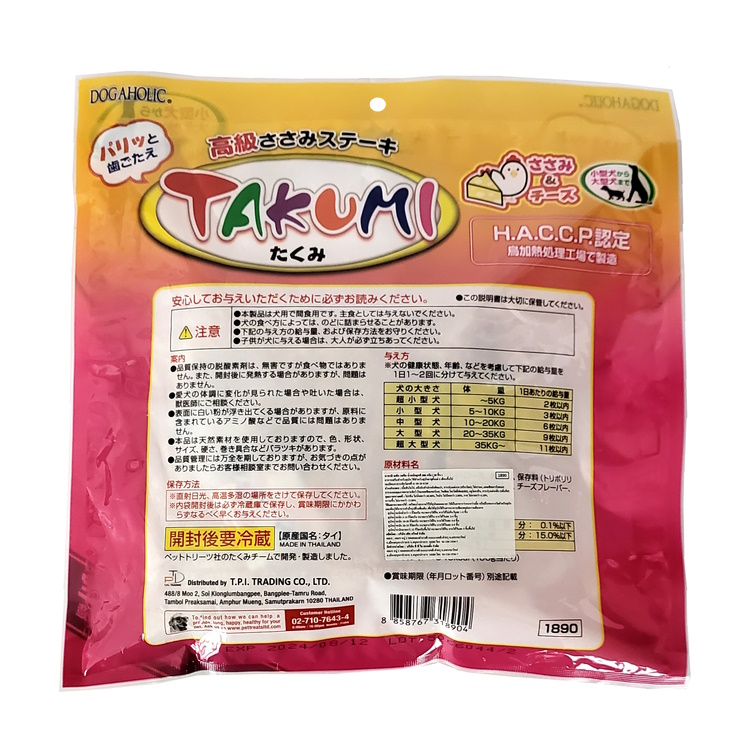 DOGAHOLIC®
パリッと
歯ごたえ
高級ささみステーキ
TAKUMI
たくみ
ささみ
&
チーズ
小型犬から
大型犬まで
H.A.C.C.P.認定
鳥加熱処理工場で製造
安心してお与えいただくために必ずお読みください。
●この説明書は大切に保管してください。
注意
●本製品は犬用で間食用です。主食としては与えないでください。
●犬の食べ方によっては、のどに詰まらせることがあります。
●下記の与え方の給与量、および保存方法をお守りください。
●子供が犬に与える場合は、大人が必ず立ちあってください。
案内
●品質保持の脱酸素剤は、無害ですが食べ物ではありません。また、開封後に発熱する場合がありますが、問題はありません。
●愛犬の体調に変化が見られた場合や吐いた場合は、獣医師にご相談ください。
●表面に白い粉が浮き出てくる場合がありますが、原料に含まれているアミノ酸などで品質には問題はありません。
●本品は天然素材を使用しておりますので、色、形状、サイズ、硬さ、巻き具合などバラツキがあります。
●品質管理には万全を期しておりますが、お気づきの点がありましたらお客様相談室までお問い合わせください。
保存方法
※直射日光、高温多湿の場所をさけて保存してください。
※内袋開封後は必ず冷蔵庫で保存し、賞味期限にかかわらずなるべく早くお与えください。
開封後要冷蔵
【原産国名:タイ】
MADE IN THAILAND
ペットトリーツ社のたくみチームで開発・製造しました。
Distributed by T.P.I. TRADING CO., LTD.
488/8 Moo 2, Soi Klonglumbangpea, Bangplee-Tamru Road,
Tambol Preaksamai, Amphur Mueng, Samutprakarn 10280 THAILAND
Customer Hotline
02-710-7643-4
与え方
※犬の健康状態、年齢、などを考慮して下記の給与量を1日1~2回に分けて与えてください。
犬の大きさ 体重 1日あたりの給与量
超小型犬 ~5KG 2枚以内
小型犬 5~10KG 3枚以内
中型犬 10~20KG 6枚以内
大型犬 20~35KG 9枚以内
超大型犬 35KG~ 11枚以内
原材料名
1890
保存料(トリポリリ
チーズフレーバー、
分: 0.1%以下
分: 15.0%以下
●賞味期限(年月ロット番号)別途記載
8 858767 318904
1890
EXP 2024/08/12